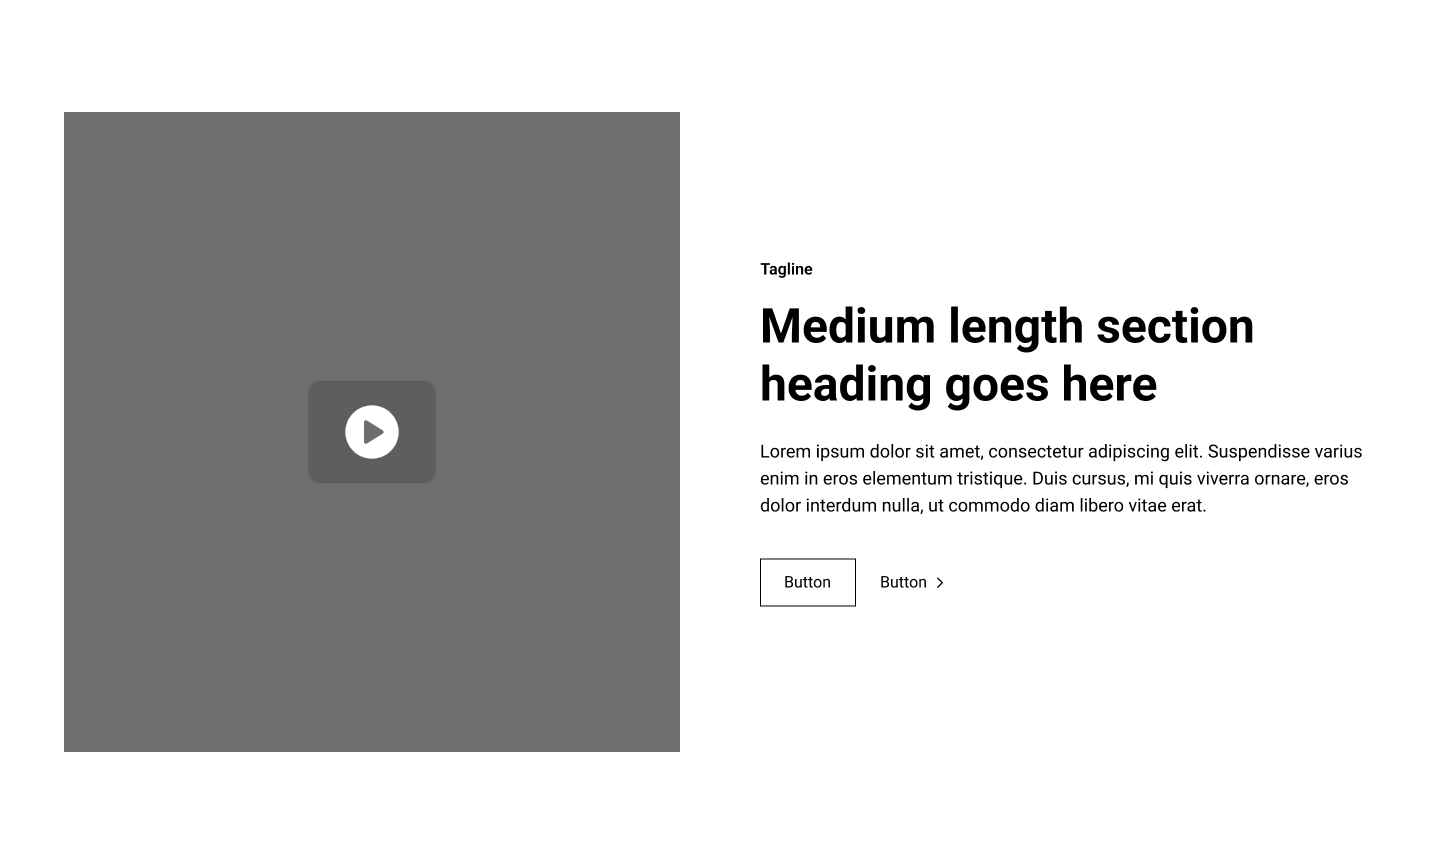 Tagline
Medium length section
heading goes here
Lorem ipsum dolor sit amet, consectetur adipiscing elit. Suspendisse varius
enim in eros elementum tristique. Duis cursus, mi quis viverra ornare, eros
dolor interdum nulla, ut commodo diam libero vitae erat.
Button
Button